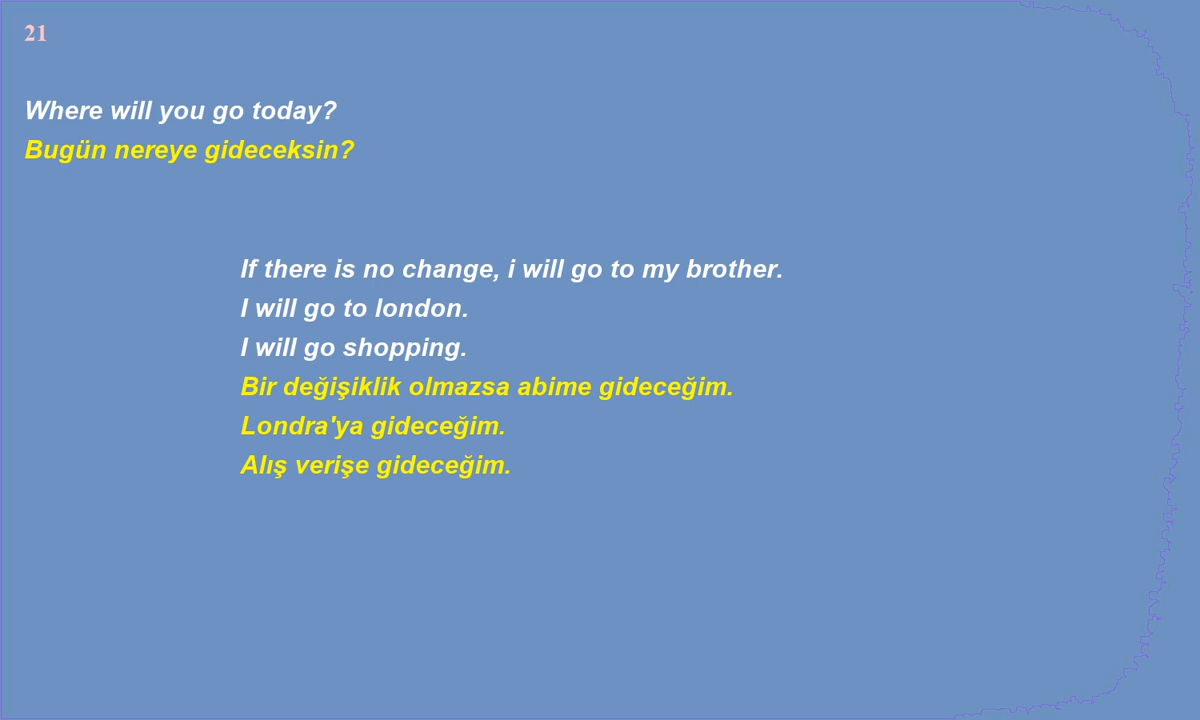 21
Where will you go today?
Bugün nereye gideceksin?
If there is no change, i will go to my brother.
I will go to london.
I will go shopping.
Bir değişiklik olmazsa abime gideceğim.
Londra'ya gideceğim.
Alış verişe gideceğim.